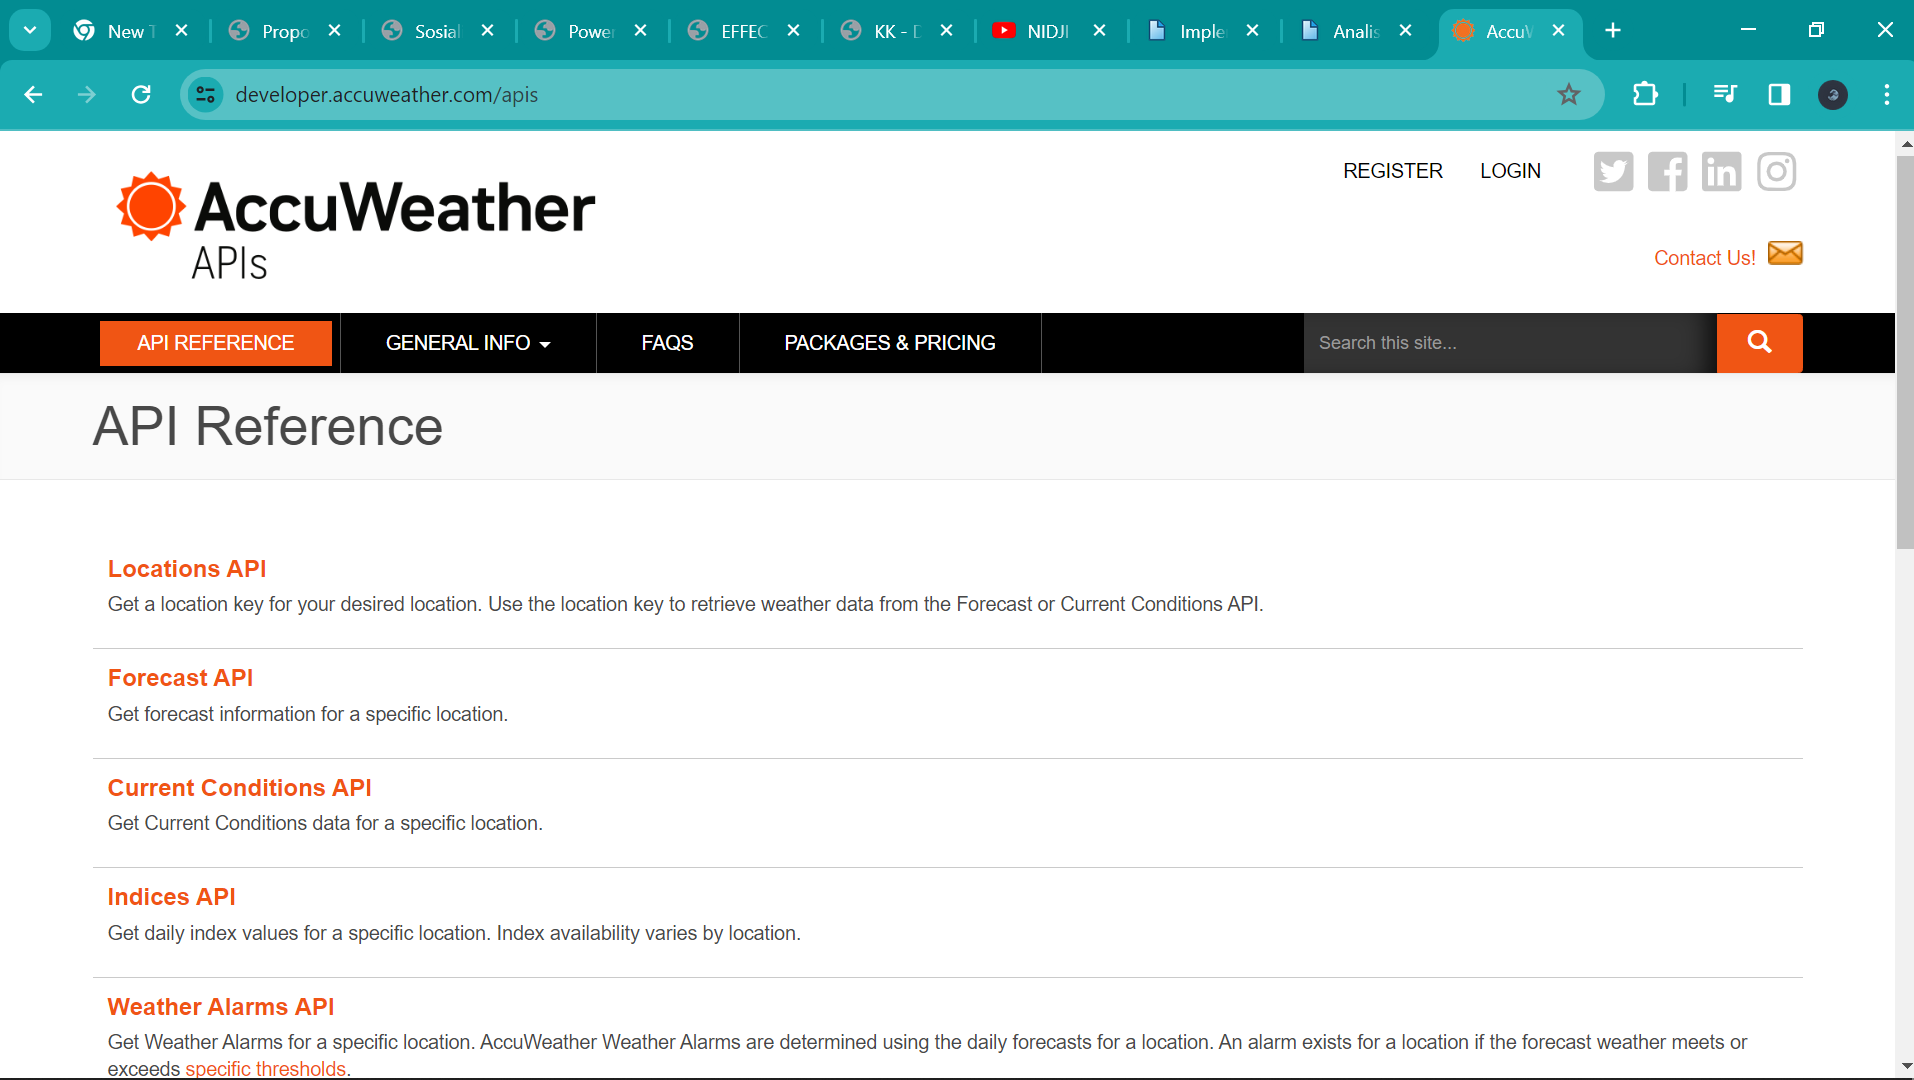 New T
Propo
Sosial
Power
EFFEC
KK - D
NIDJI
Imple
Analis
AccuW
developer.accuweather.com/apis
REGISTER
LOGIN
AccuWeather
APIs
Contact Us!
API REFERENCE
GENERAL INFO
FAQS
PACKAGES & PRICING
Search this site...
API Reference
Locations API
Get a location key for your desired location. Use the location key to retrieve weather data from the Forecast or Current Conditions API.
Forecast API
Get forecast information for a specific location.
Current Conditions API
Get Current Conditions data for a specific location.
Indices API
Get daily index values for a specific location. Index availability varies by location.
Weather Alarms API
Get Weather Alarms for a specific location. AccuWeather Weather Alarms are determined using the daily forecasts for a location. An alarm exists for a location if the forecast weather meets or
exceeds specific thresholds.